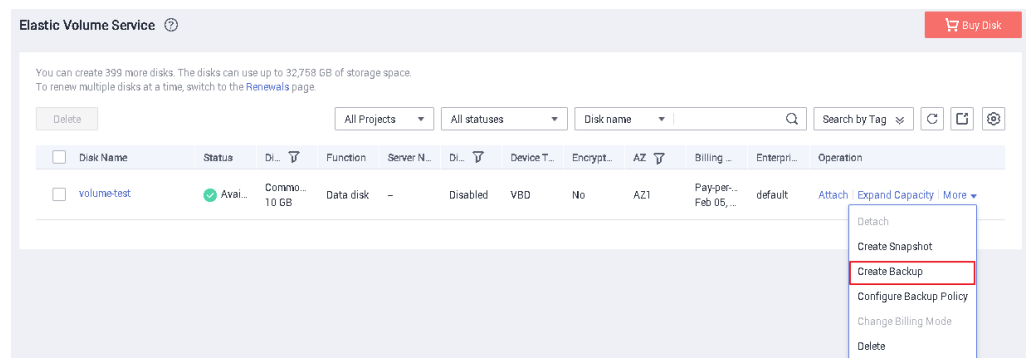 Elastic Volume Service
Buy Disk
You can create 399 more disks. The disks can use up to 32,758 GB of storage space.
To renew multiple disks at a time, switch to the Renewals page.
Delete All Projects All statuses Disk name Search by Tag
Disk Name Status Di... Function Server N... Di... Device T... Encrypt... AZ Billing ... Enterpri... Operation
volume-test Avai... Commo... 10 GB Data disk -- Disabled VBD No AZ1 Pay-per-... Feb 05, ... default Attach Expand Capacity More
Detach
Create Snapshot
Create Backup
Configure Backup Policy
Change Billing Mode
Delete